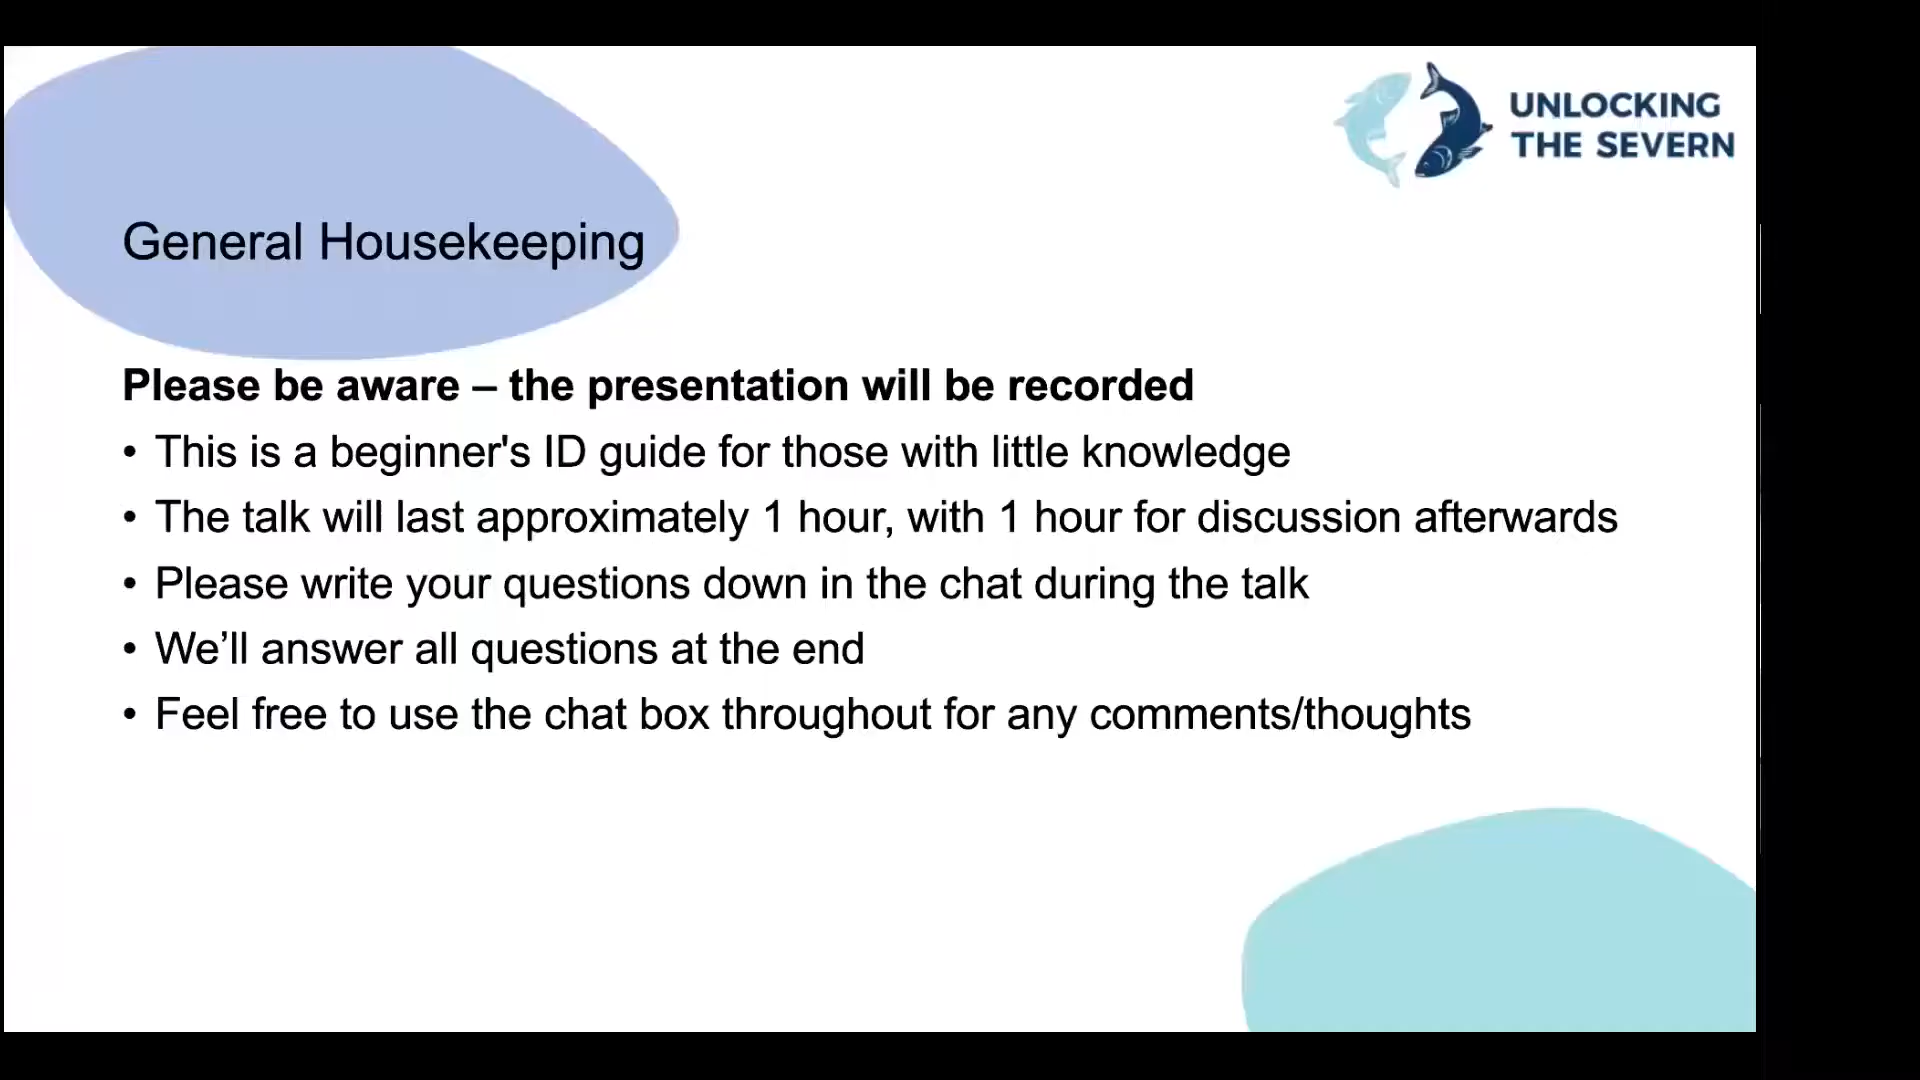 UNLOCKING
THE SEVERN
General Housekeeping
Please be aware – the presentation will be recorded
• This is a beginner's ID guide for those with little knowledge
• The talk will last approximately 1 hour, with 1 hour for discussion afterwards
• Please write your questions down in the chat during the talk
• We’ll answer all questions at the end
• Feel free to use the chat box throughout for any comments/thoughts